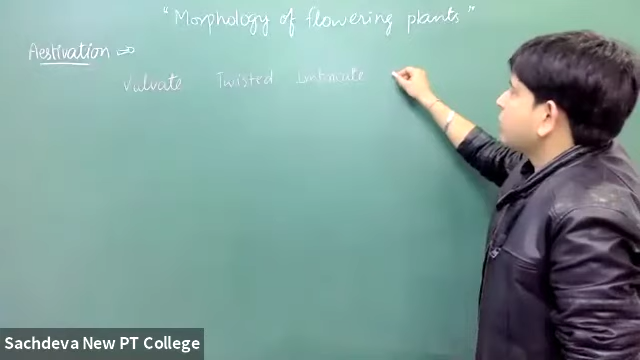 "Morphology of flowering plants"
Aestivation ⇒
Valvate Twisted Imbricate
Sachdeva New PT College